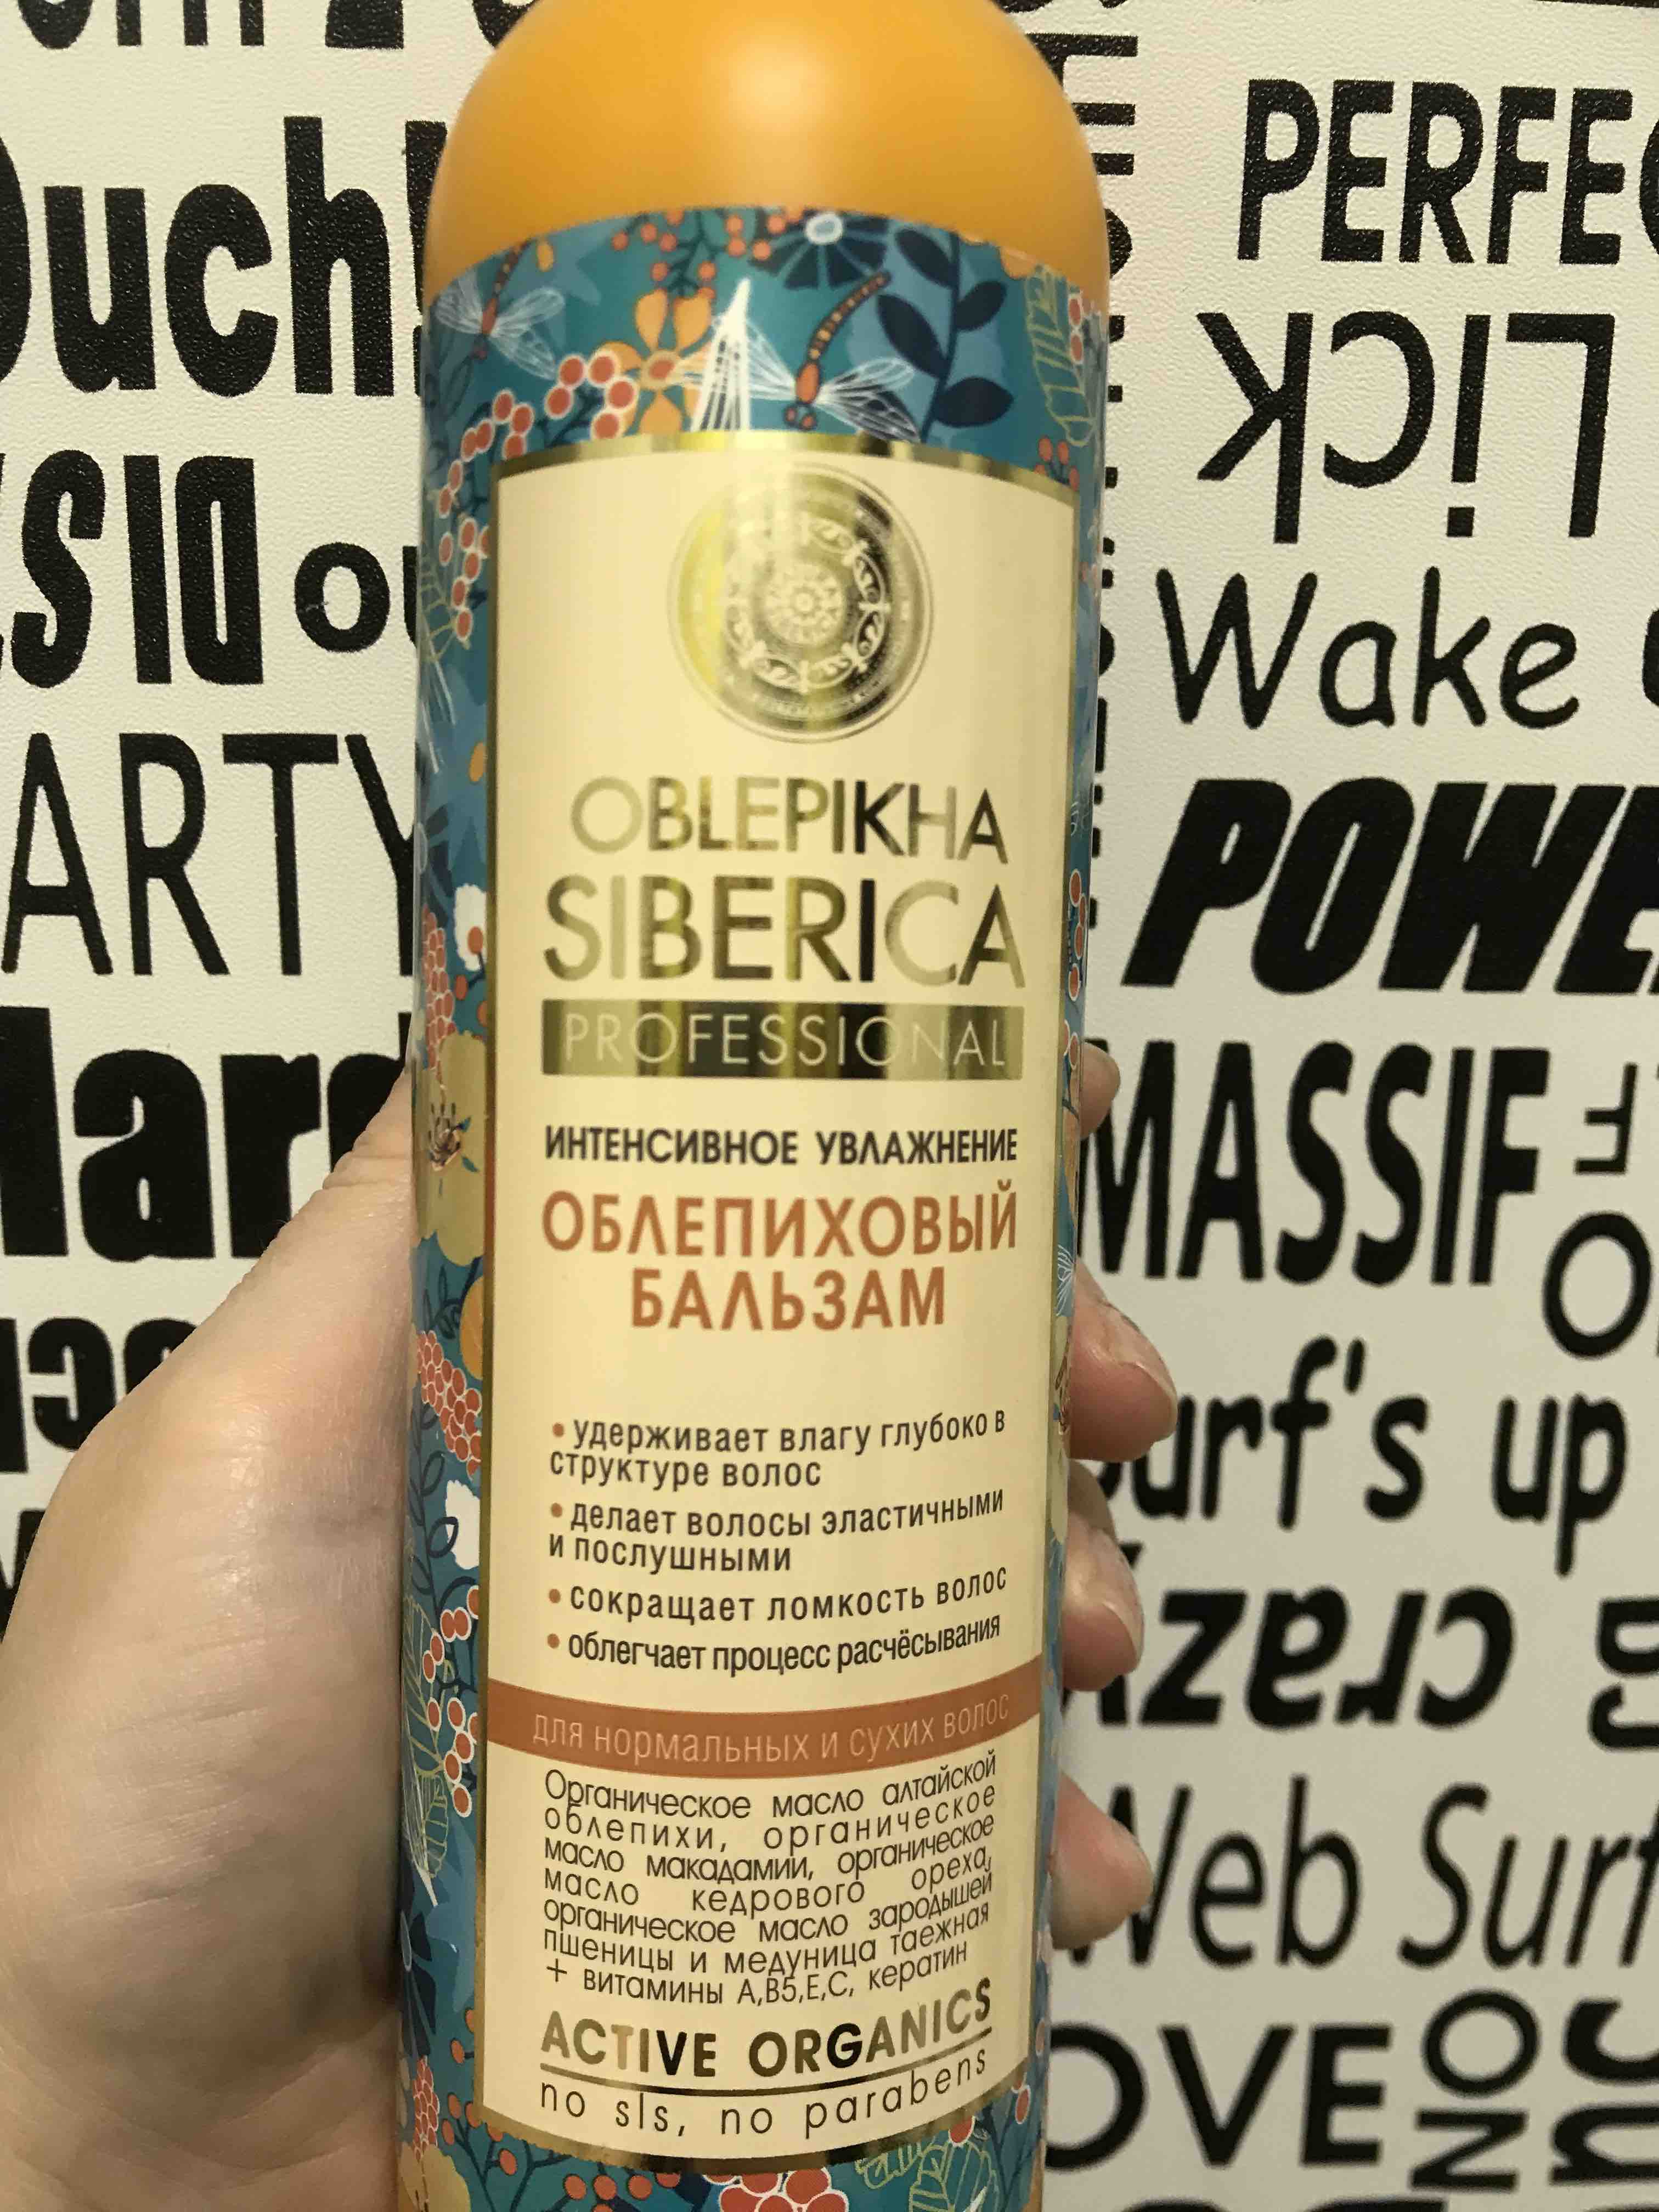 OBLEPIKHA
SIBERICA
PROFESSIONAL
ИНТЕНСИВНОЕ УВЛАЖНЕНИЕ
ОБЛЕПИХОВЫЙ
БАЛЬЗАМ
• удерживает влагу глубоко в
структуре волос
• делает волосы эластичными
и послушными
• сокращает ломкость волос
• облегчает процесс расчёсывания
для нормальных и сухих волос
Органическое масло алтайской
облепихи, органическое
масло макадамии, органическое
масло кедрового ореха,
органическое масло зародышей
пшеницы и медуница таежная
+ витамины A,B5,E,C, кератин
ACTIVE ORGANICS
no sls, no parabens
Ouch!
ARTY
PERFEC
Lick
Wake
POWE
MASSIF
urf's up
crazy
Web Surf
OVE